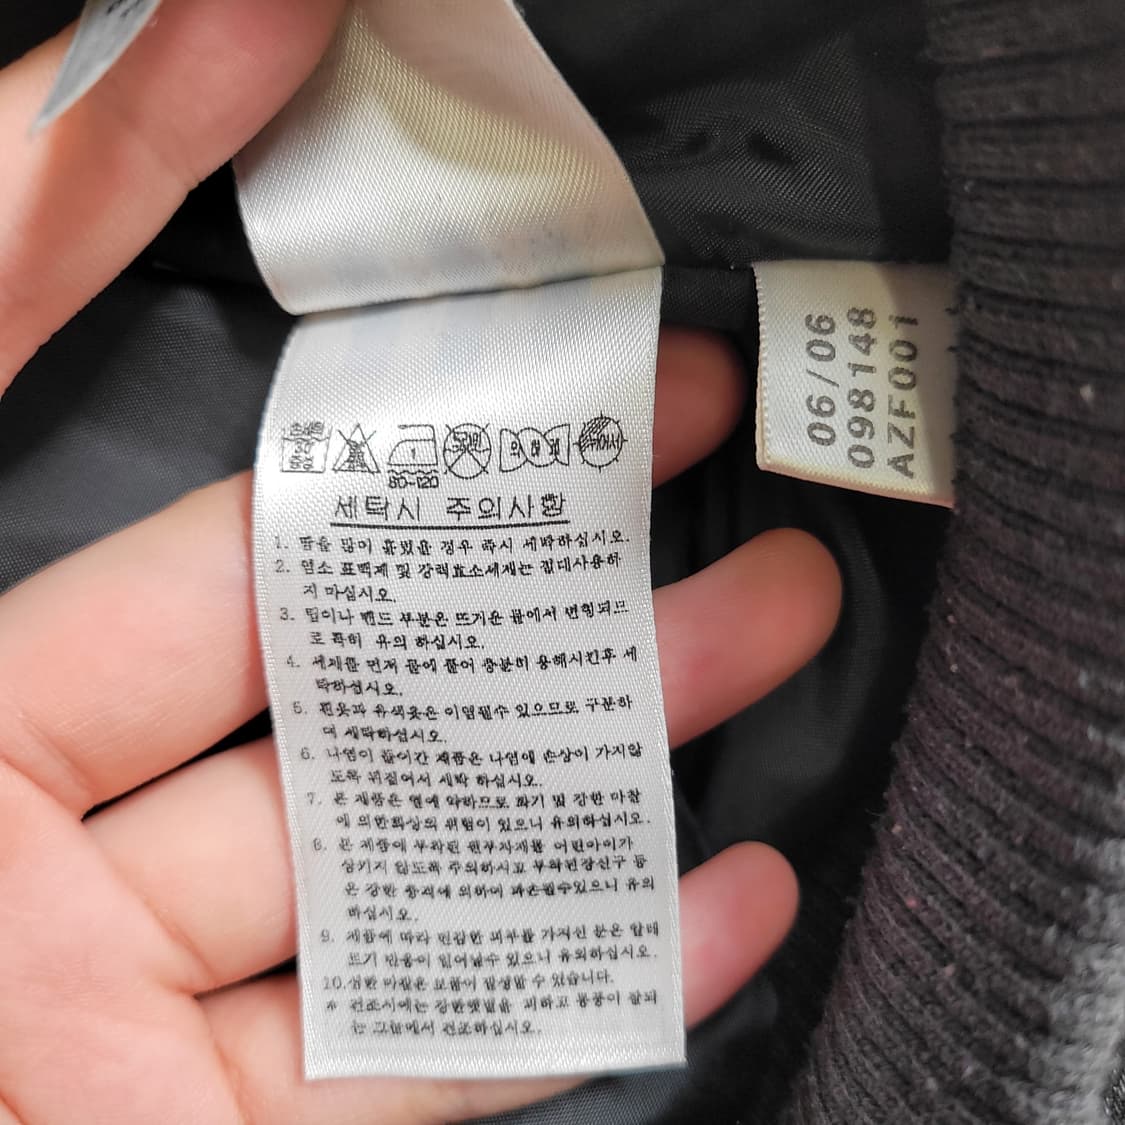 80-120
세탁시 주의사항
1. 땀을 많이 흘렸을 경우 즉시 세탁하십시오.
2. 염소 표백제 및 강력효소세제는 절대사용하
지 마십시오.
3. 립이나 밴드 부분은 뜨거운 물에서 변형되므
로 특히 유의 하십시오.
4. 세제를 먼저 물에 풀어 충분히 용해시킨후 세
탁하십시오.
5. 흰옷과 유색옷은 이염될수 있으므로 구분하
여 세탁하십시오.
6. 나염이 들어간 제품은 나염에 손상이 가지않
도록 뒤집어서 세탁 하십시오.
7. 본 제품은 열에 약하므로 화기 및 강한 마찰
에 의한 손상의 위험이 있으니 유의하십시오.
8. 본 제품에 부착된 원부자재를 어린아이가
삼키지 않도록 주의하시고 부착된장신구 등
은 강한 충격에 의하여 파손될수있으니 유의
하십시오.
9. 제품에 따라 민감한 피부를 가지신 분은 알레
르기 반응이 일어날수 있으니 유의하십시오.
10.심한 마찰은 보풀이 발생할 수 있습니다.
* 건조시에는 강한햇빛을 피하고 통풍이 잘되
는 그늘에서 건조하십시오.
06/06
098148
AZF001